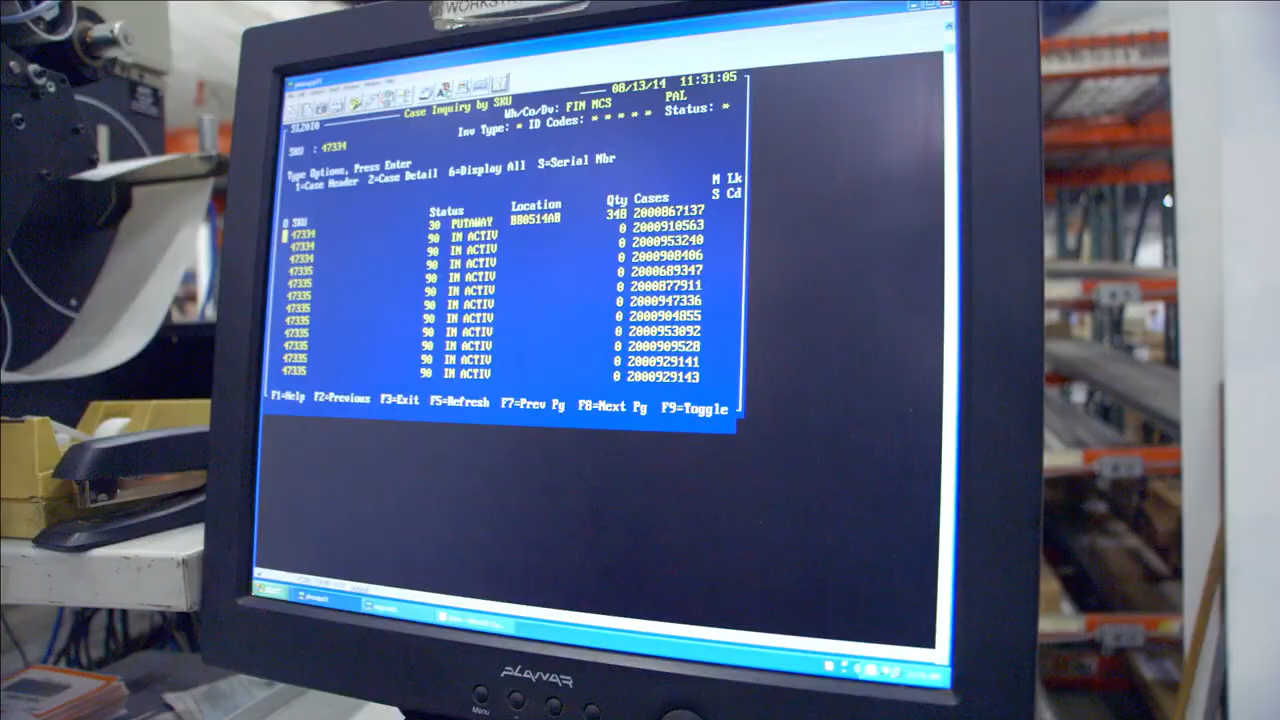 WORKST
Case Inquiry by SKU 08/13/14 11:31:05
SL2010 Wh/Co/Dv: FIN MCS PAL
Inv Type: * ID Codes: * * * * * Status: *
SKU : 47334
Type Options, Press Enter
1=Case Header 2=Case Detail 6=Display All S=Serial Nbr
M Lk
O SKU Status Location Qty Cases S Cd
47334 30 PUTAWAY BB0514AB 348 2000867137
47334 90 IN ACTIV 0 2000910563
47334 90 IN ACTIV 0 2000953240
47335 90 IN ACTIV 0 2000908406
47335 90 IN ACTIV 0 2000689347
47335 90 IN ACTIV 0 2000877911
47335 90 IN ACTIV 0 2000947336
47335 90 IN ACTIV 0 2000904855
47335 90 IN ACTIV 0 2000953092
47335 90 IN ACTIV 0 2000909528
47335 90 IN ACTIV 0 2000929141
47335 90 IN ACTIV 0 2000929143
F1=Help F2=Previous F3=Exit F5=Refresh F7=Prev Pg F8=Next Pg F9=Toggle
PLANAR
Menu